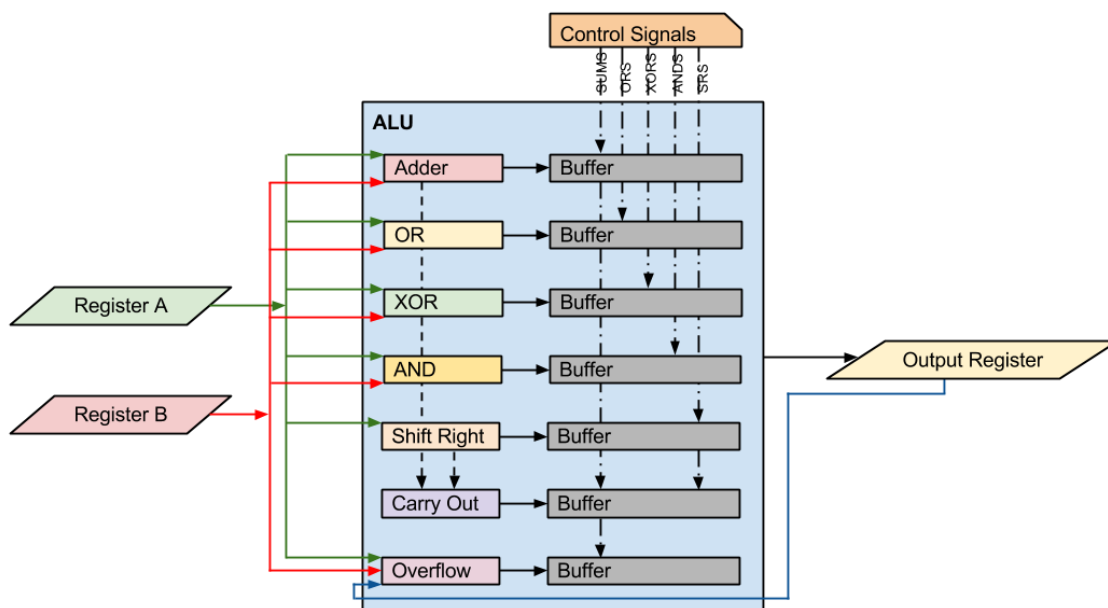 Control Signals
SUMS
ORS
XORS
ANDS
SRS
ALU
Adder
Buffer
OR
Buffer
Register A
XOR
Buffer
AND
Buffer
Output Register
Register B
Shift Right
Buffer
Carry Out
Buffer
Overflow
Buffer